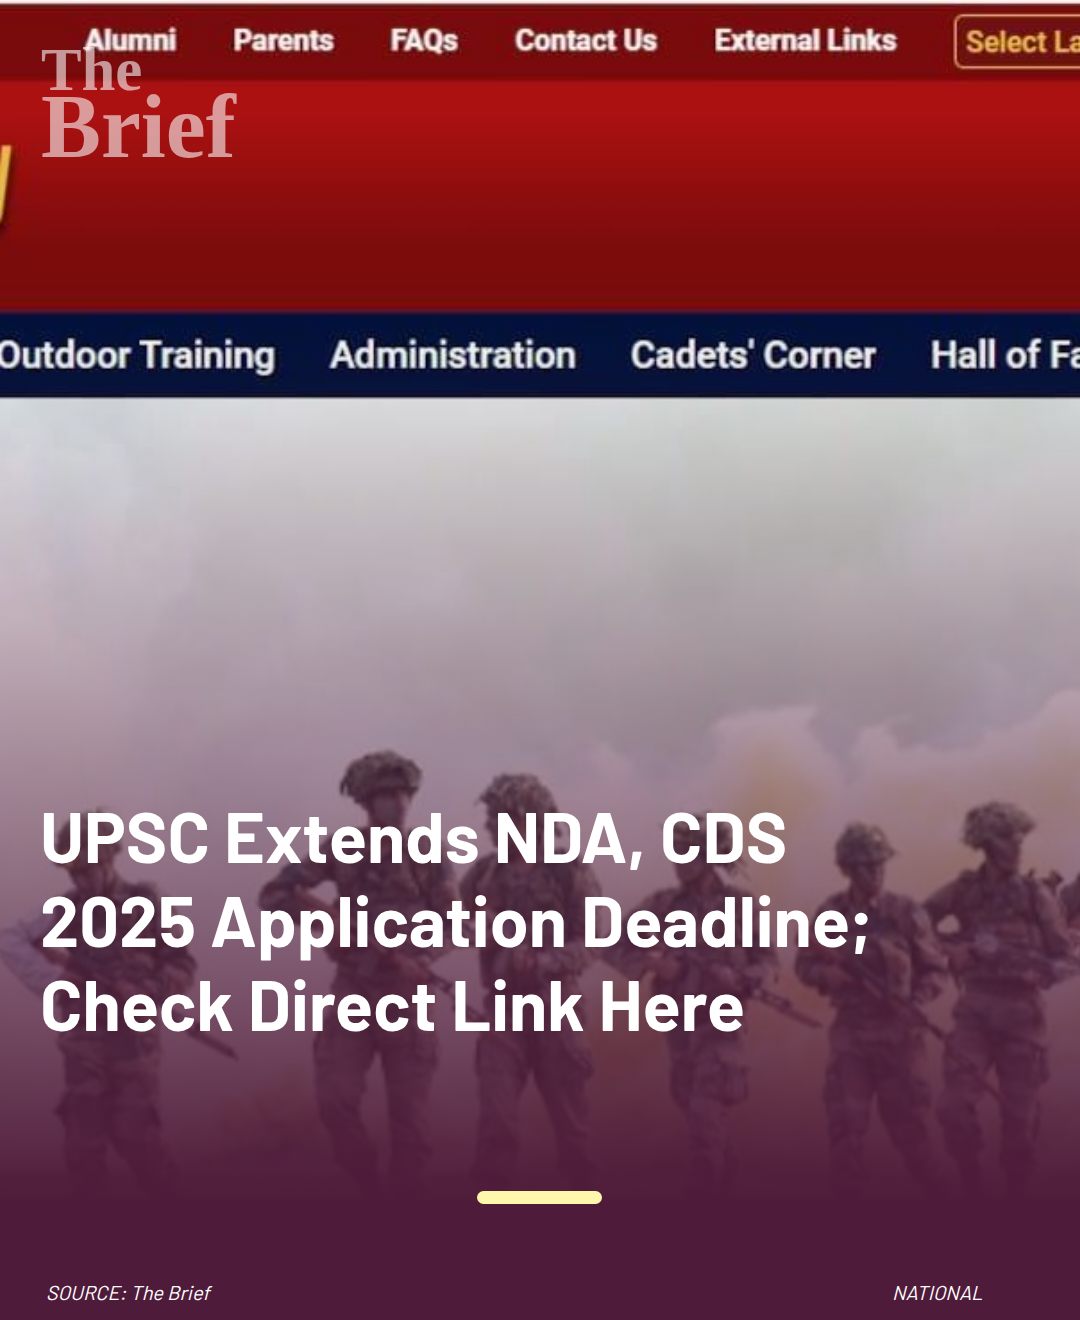 Alumni Parents FAQs Contact Us External Links Select La
The
Brief
Outdoor Training Administration Cadets' Corner Hall of Fa
UPSC Extends NDA, CDS
2025 Application Deadline;
Check Direct Link Here
SOURCE: The Brief NATIONAL